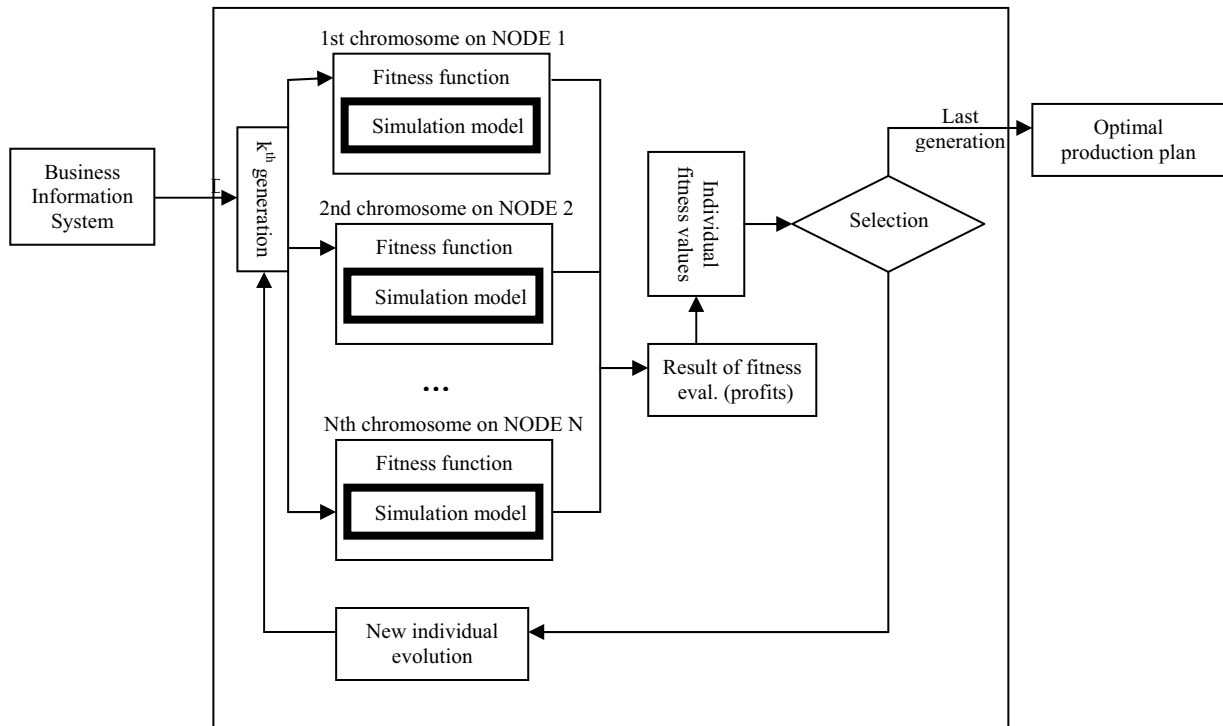 1st chromosome on NODE 1
Fitness function
Simulation model
Business
Information
System
kth
generation
2nd chromosome on NODE 2
Fitness function
Simulation model
...
Nth chromosome on NODE N
Fitness function
Simulation model
New individual
evolution
Result of fitness
eval. (profits)
Individual
fitness values
Selection
Last
generation
Optimal
production plan